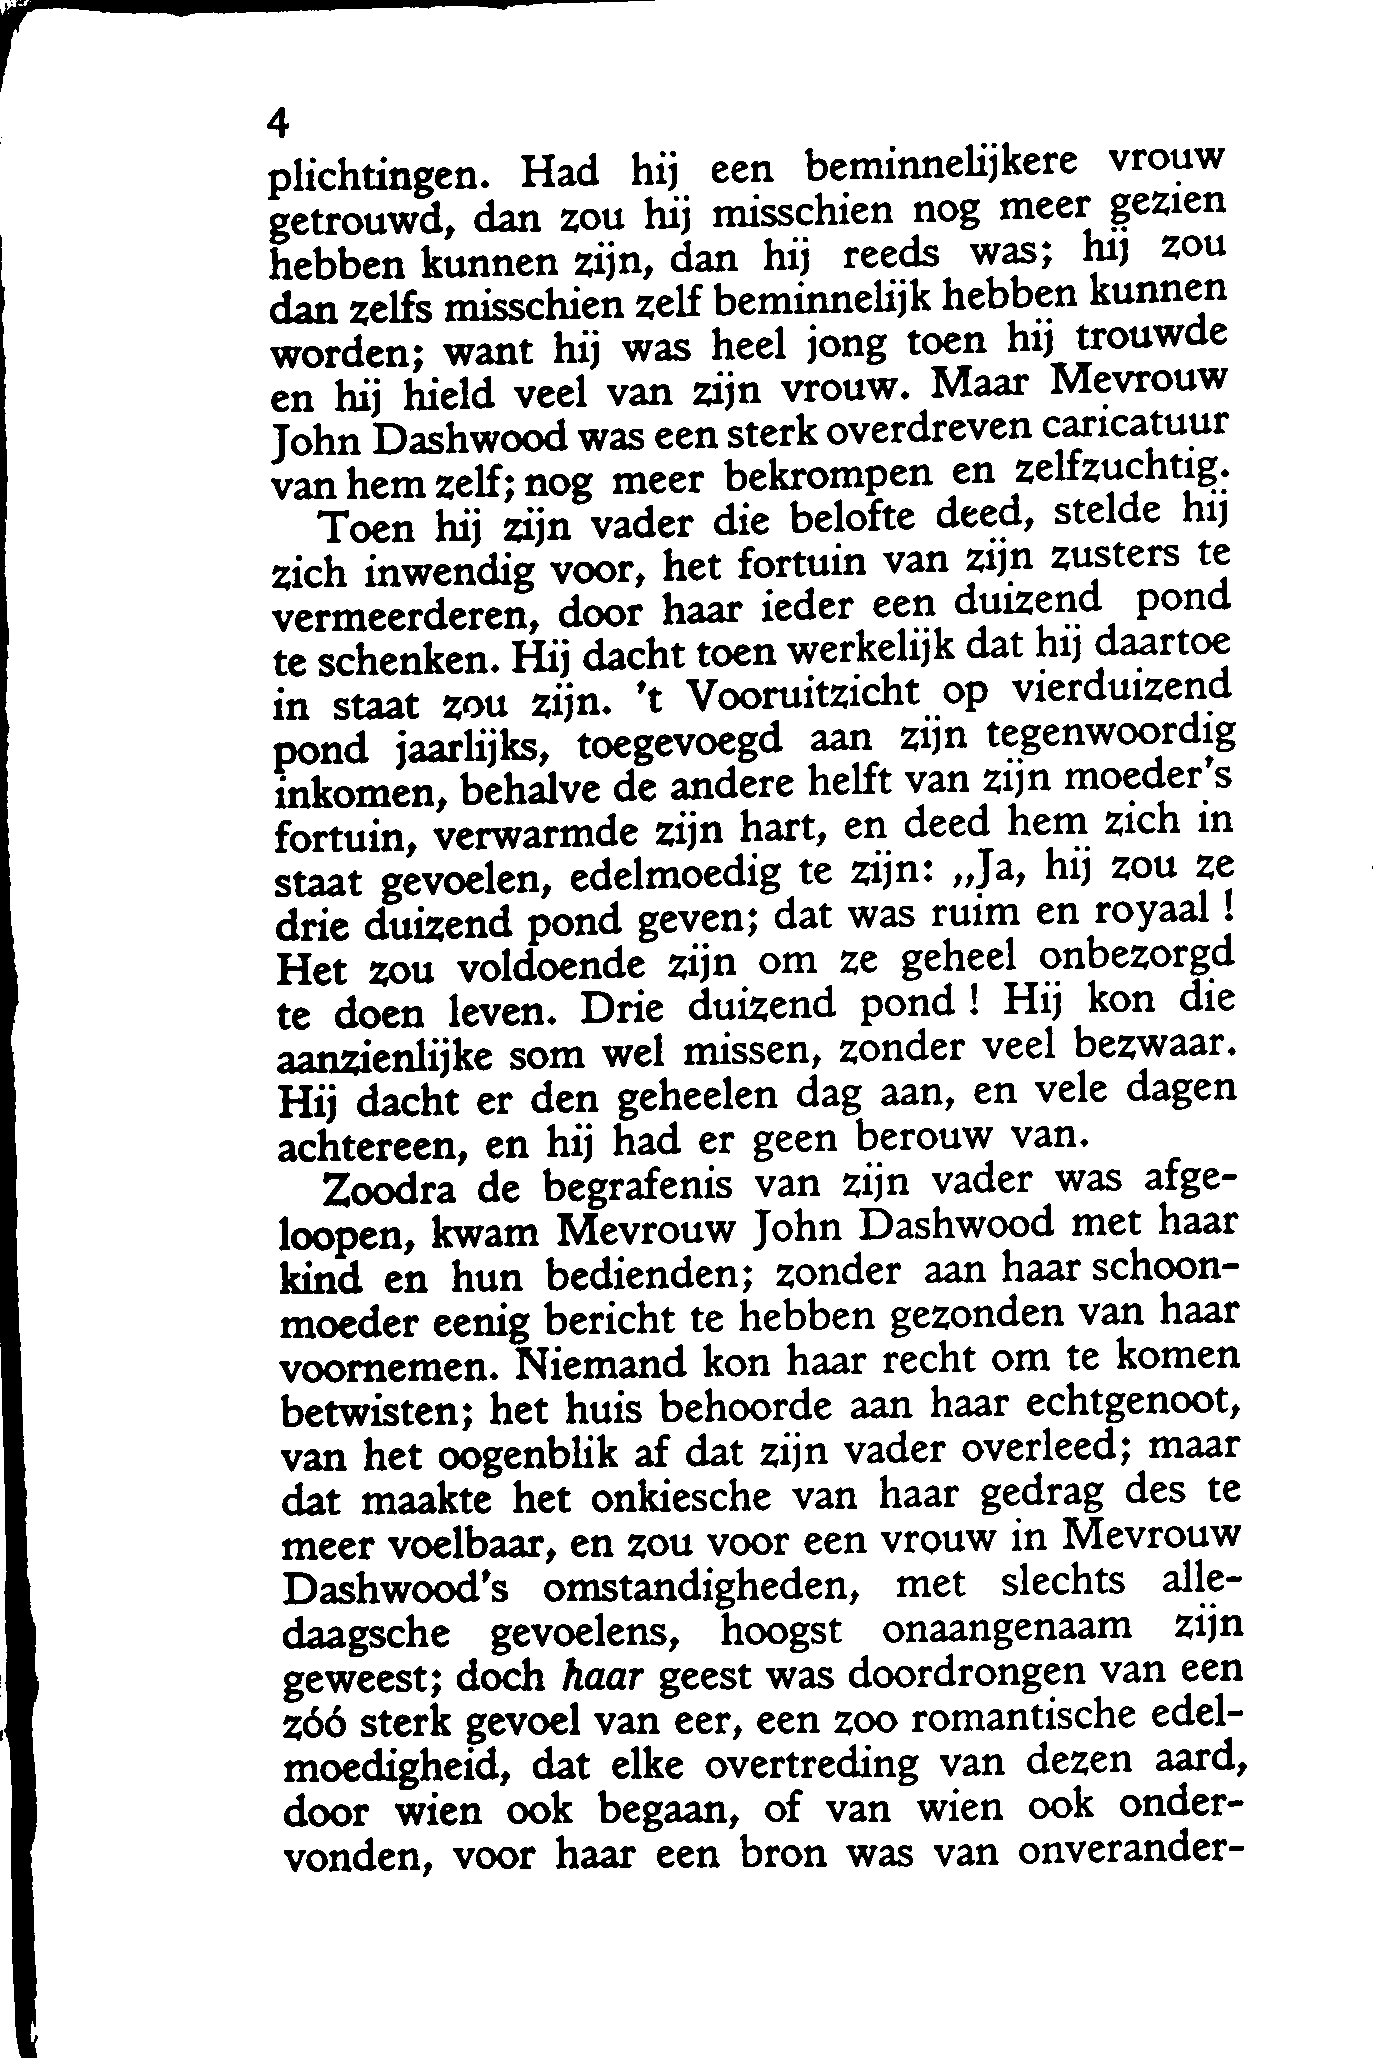 4
plichtingen. Had hij een beminnelijkere vrouw
getrouwd, dan zou hij misschien nog meer gezien
hebben kunnen zijn, dan hij reeds was; hij zou
dan zelfs misschien zelf beminnelijk hebben kunnen
worden; want hij was heel jong toen hij trouwde
en hij hield veel van zijn vrouw. Maar Mevrouw
John Dashwood was een sterk overdreven caricatuur
van hem zelf; nog meer bekrompen en zelfzuchtig.
Toen hij zijn vader die belofte deed, stelde hij
zich inwendig voor, het fortuin van zijn zusters te
vermeerderen, door haar ieder een duizend pond
te schenken. Hij dacht toen werkelijk dat hij daartoe
in staat zou zijn. 't Vooruitzicht op vierduizend
pond jaarlijks, toegevoegd aan zijn tegenwoordig
inkomen, behalve de andere helft van zijn moeder's
fortuin, verwarmde zijn hart, en deed hem zich in
staat gevoelen, edelmoedig te zijn: „Ja, hij zou ze
drie duizend pond geven; dat was ruim en royaal !
Het zou voldoende zijn om ze geheel onbezorgd
te doen leven. Drie duizend pond ! Hij kon die
aanzienlijke som wel missen, zonder veel bezwaar.
Hij dacht er den geheelen dag aan, en vele dagen
achtereen, en hij had er geen berouw van.
Zoodra de begrafenis van zijn vader was afge-
loopen, kwam Mevrouw John Dashwood met haar
kind en hun bedienden; zonder aan haar schoon-
moeder eenig bericht te hebben gezonden van haar
voornemen. Niemand kon haar recht om te komen
betwisten; het huis behoorde aan haar echtgenoot,
van het oogenblik af dat zijn vader overleed; maar
dat maakte het onkiesche van haar gedrag des te
meer voelbaar, en zou voor een vrouw in Mevrouw
Dashwood's omstandigheden, met slechts alle-
daagsche gevoelens, hoogst onaangenaam zijn
geweest; doch haar geest was doordrongen van een
zóó sterk gevoel van eer, een zoo romantische edel-
moedigheid, dat elke overtreding van dezen aard,
door wien ook begaan, of van wien ook onder-
vonden, voor haar een bron was van onverander-